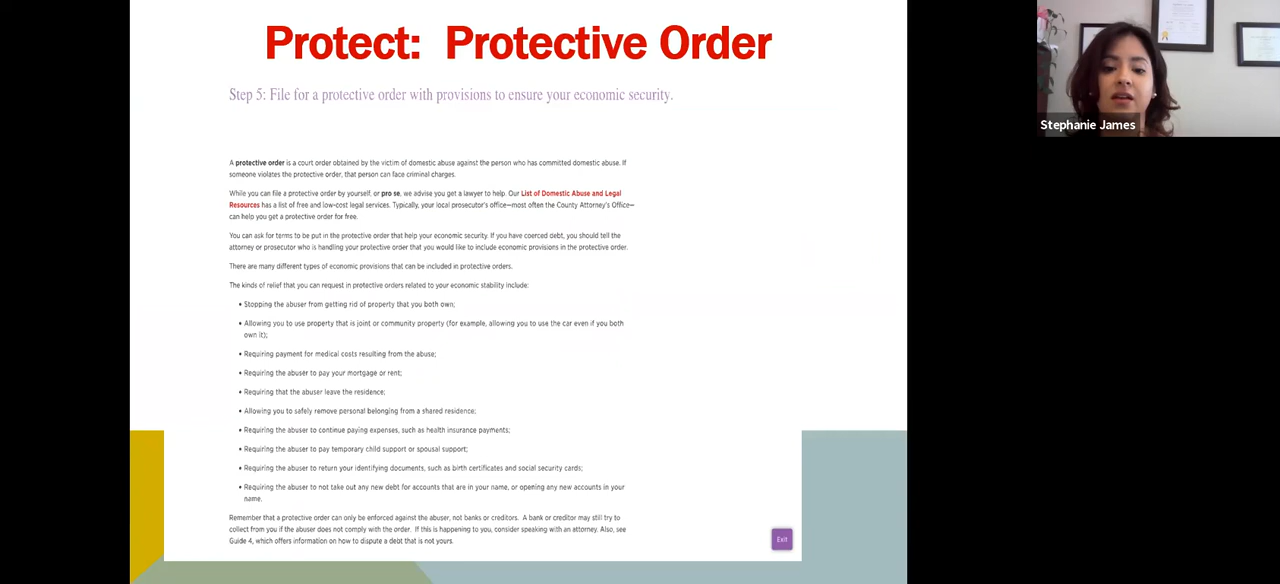 Protect: Protective Order
Step 5: File for a protective order with provisions to ensure your economic security.
A protective order is a court order obtained by the victim of domestic abuse against the person who has committed domestic abuse. If
someone violates the protective order, that person can face criminal charges.
While you can file a protective order by yourself, or pro se, we advise you get a lawyer to help. Our List of Domestic Abuse and Legal
Resources has a list of free and low-cost legal services. Typically, your local prosecutor's office—most often the County Attorney's Office—
can help you get a protective order for free.
You can ask for terms to be put in the protective order that help your economic security. If you have coerced debt, you should tell the
attorney or prosecutor who is handling your protective order that you would like to include economic provisions in the protective order.
There are many different types of economic provisions that can be included in protective orders.
The kinds of relief that you can request in protective orders related to your economic stability include:
• Stopping the abuser from getting rid of property that you both own;
• Allowing you to use property that is joint or community property (for example, allowing you to use the car even if you both
own it);
• Requiring payment for medical costs resulting from the abuse;
• Requiring the abuser to pay your mortgage or rent;
• Requiring that the abuser leave the residence;
• Allowing you to safely remove personal belonging from a shared residence;
• Requiring the abuser to continue paying expenses, such as health insurance payments;
• Requiring the abuser to pay temporary child support or spousal support;
• Requiring the abuser to return your identifying documents, such as birth certificates and social security cards;
• Requiring the abuser to not take out any new debt for accounts that are in your name, or opening any new accounts in your
name.
Remember that a protective order can only be enforced against the abuser, not banks or creditors. A bank or creditor may still try to
collect from you if the abuser does not comply with the order. If this is happening to you, consider speaking with an attorney. Also, see
Guide 4, which offers information on how to dispute a debt that is not yours.
Exit
Stephanie James